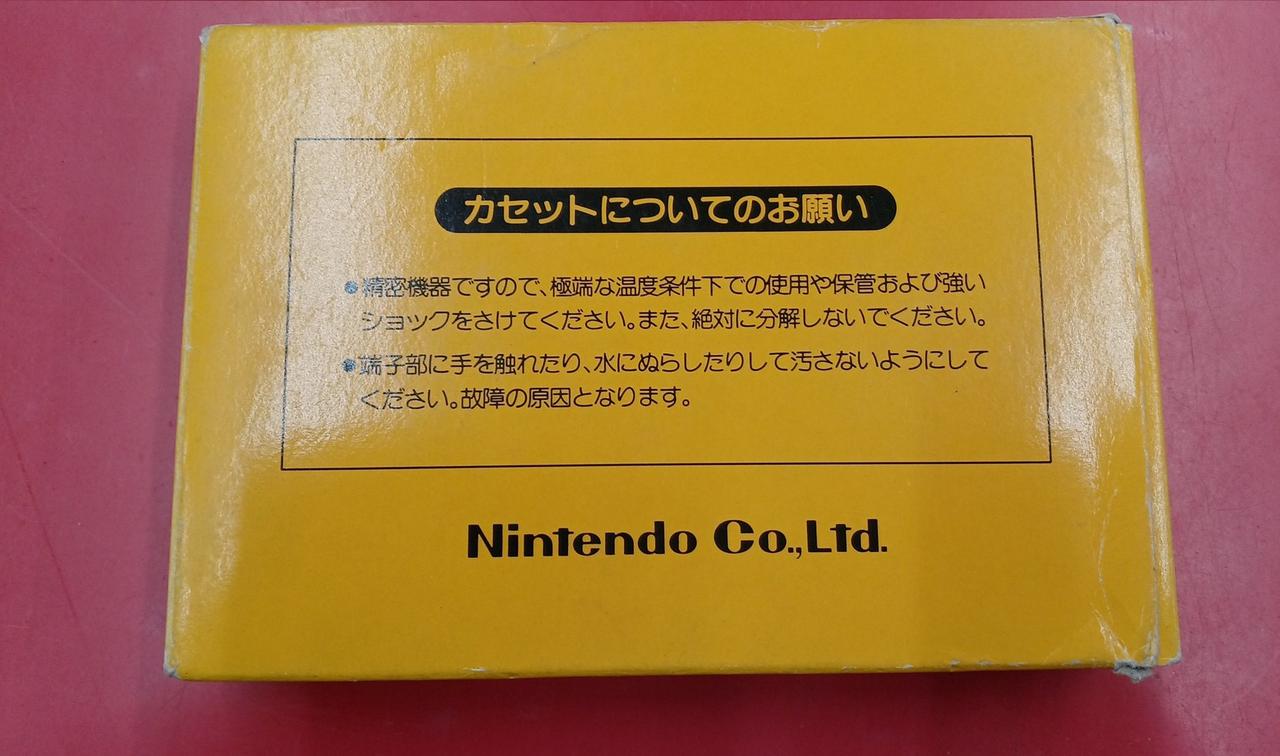 カセットについてのお願い
●精密機器ですので、極端な温度条件下での使用や保管および強い
ショックをさけてください。また、絶対に分解しないでください。
●端子部に手を触れたり、水にぬらしたりして汚さないようにして
ください。故障の原因となります。
Nintendo Co.,Ltd.